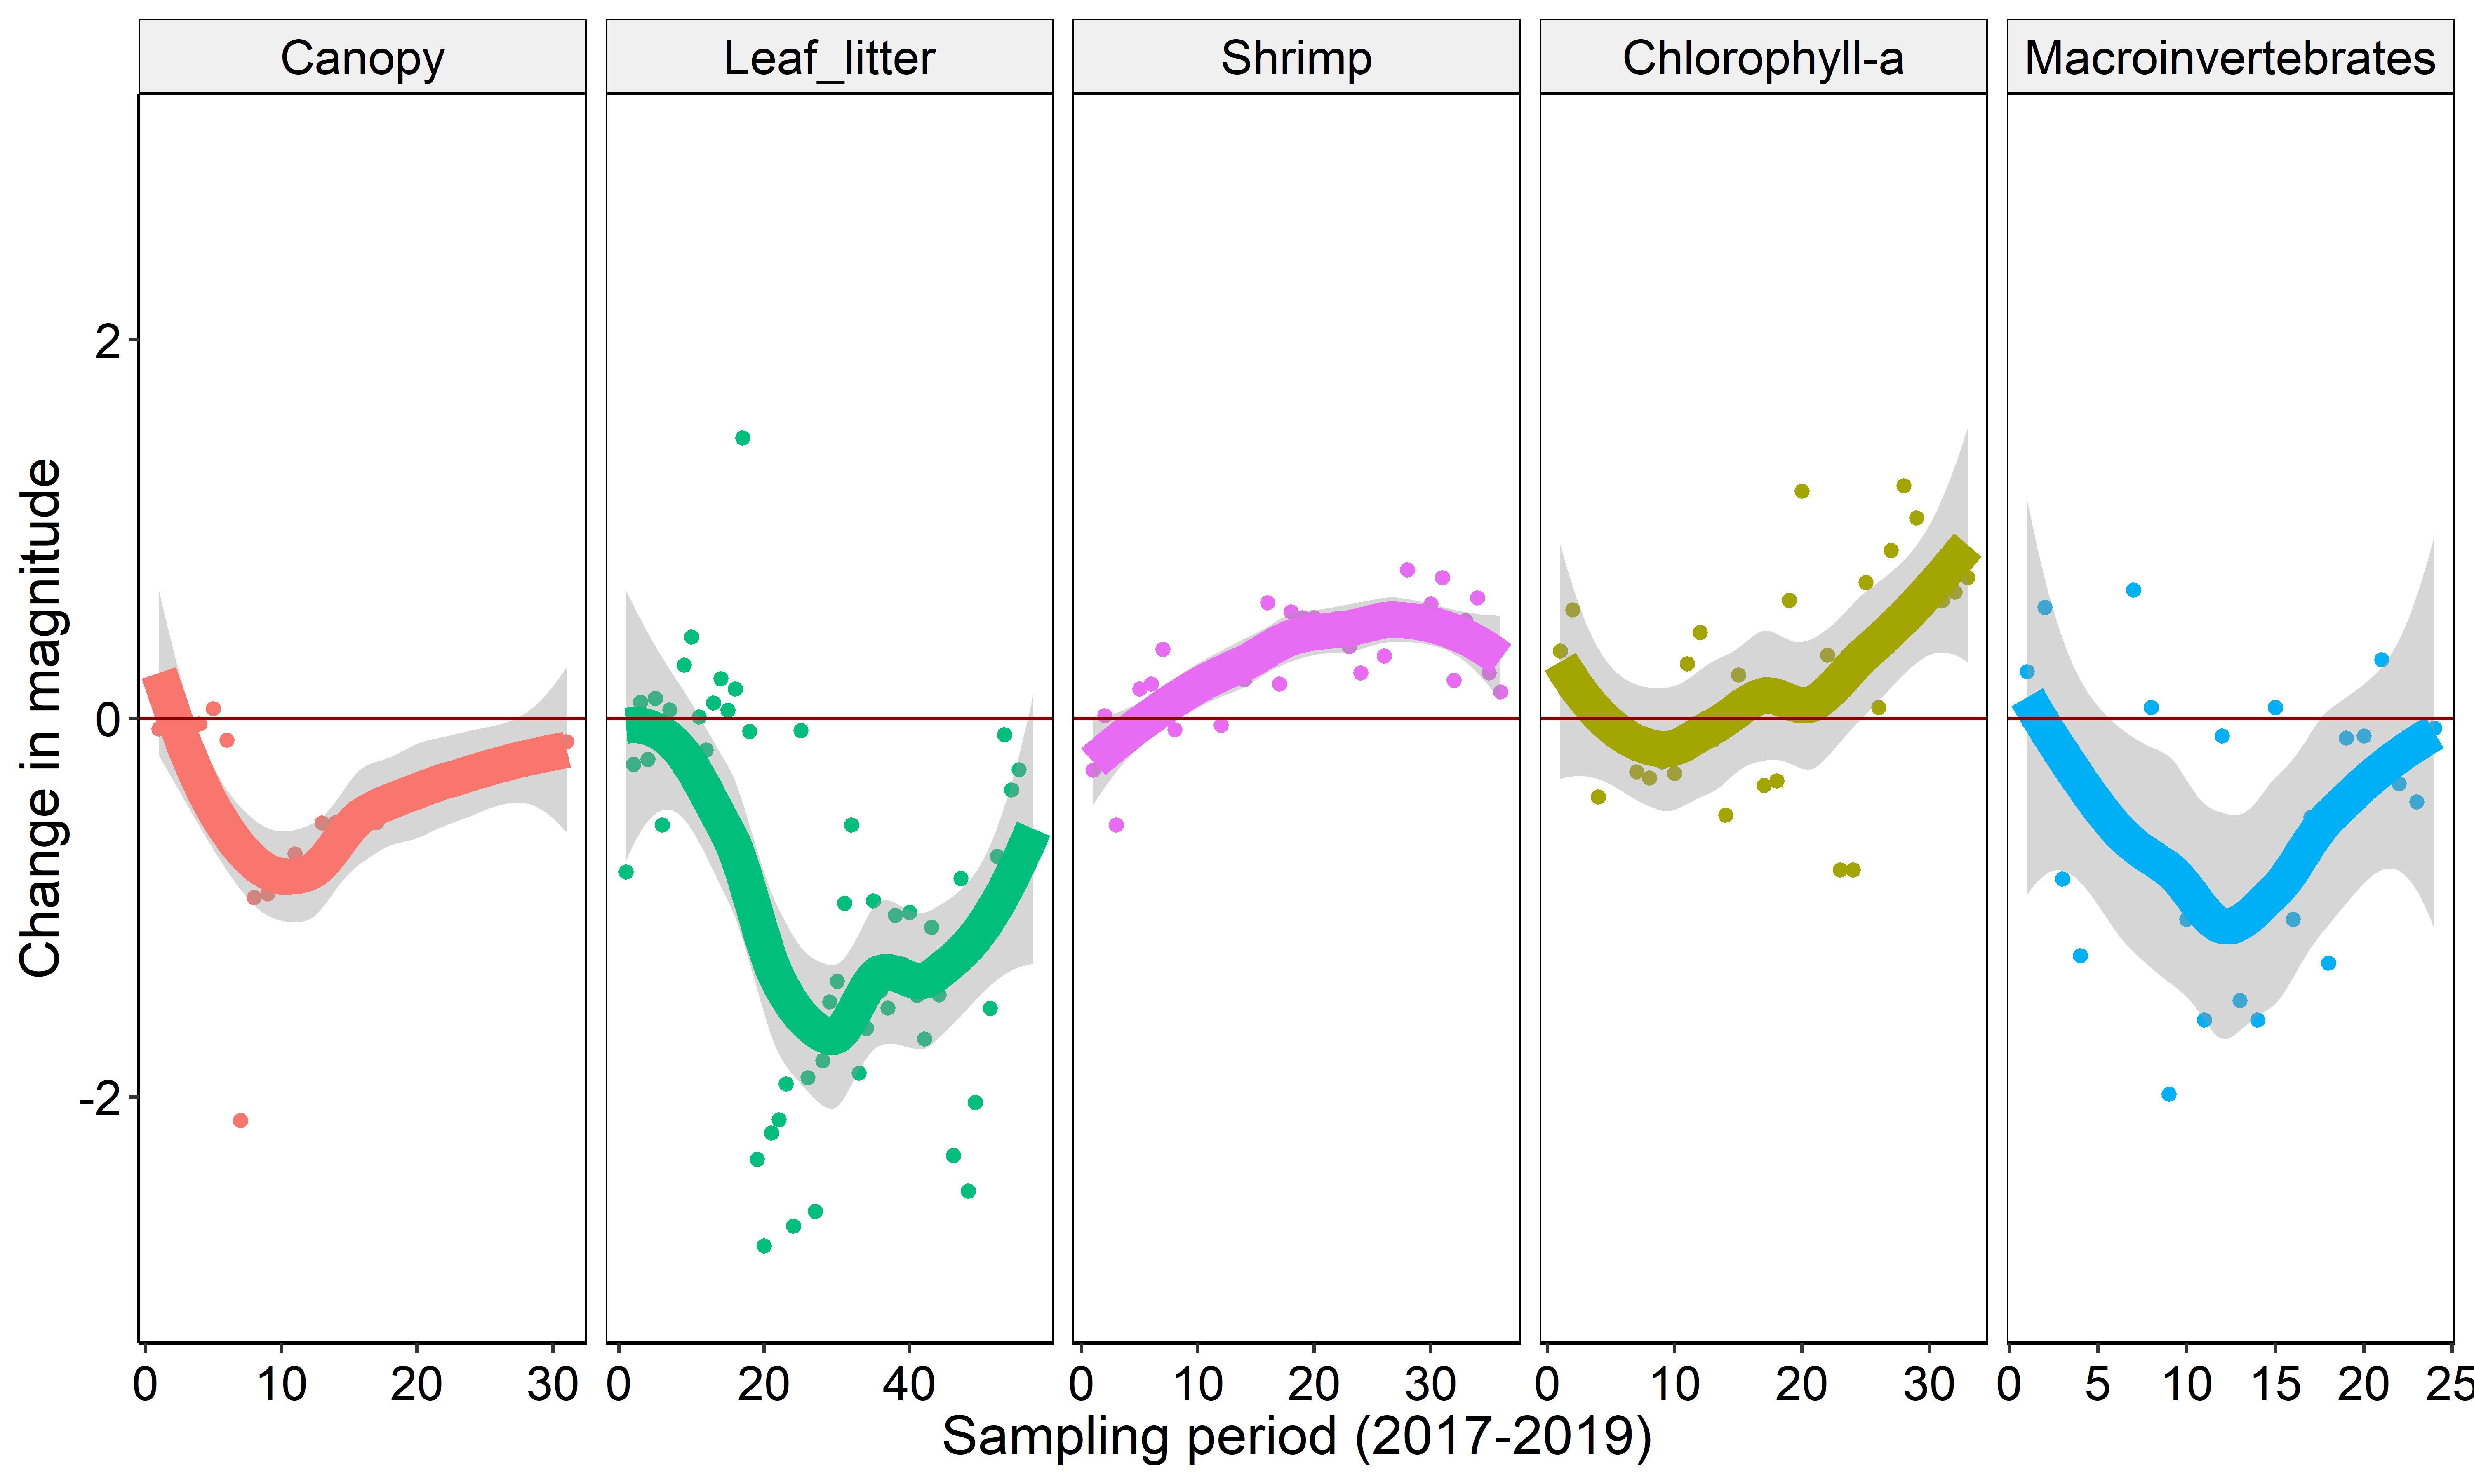 Canopy Leaf_litter Shrimp Chlorophyll-a Macroinvertebrates
Change in magnitude
2
0
-2
0 10 20 30 0 20 40 0 10 20 30 0 10 20 30 0 5 10 15 20 25
Sampling period (2017-2019)